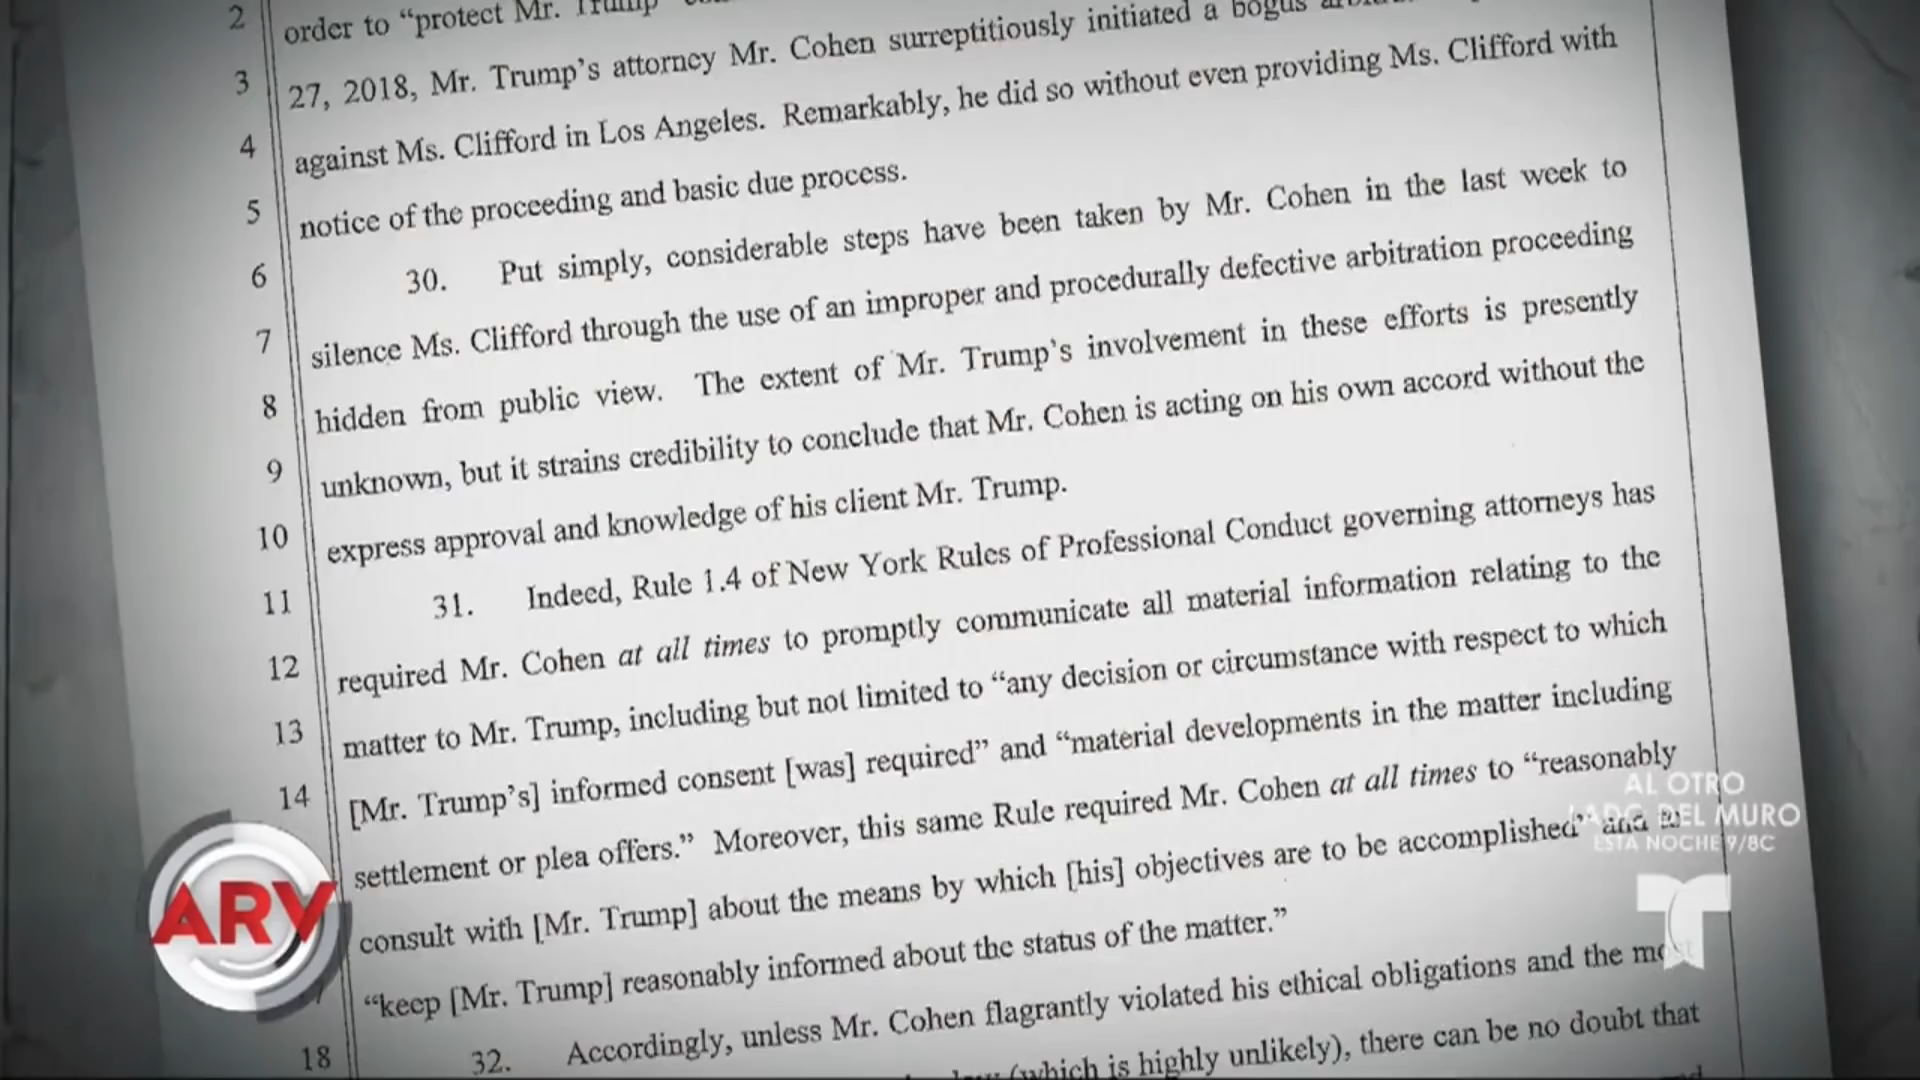 2 order to “protect Mr. Trump
3 27, 2018, Mr. Trump’s attorney Mr. Cohen surreptitiously initiated a bogus
4 against Ms. Clifford in Los Angeles. Remarkably, he did so without even providing Ms. Clifford with
5 notice of the proceeding and basic due process.
6 30. Put simply, considerable steps have been taken by Mr. Cohen in the last week to
7 silence Ms. Clifford through the use of an improper and procedurally defective arbitration proceeding
8 hidden from public view. The extent of Mr. Trump’s involvement in these efforts is presently
9 unknown, but it strains credibility to conclude that Mr. Cohen is acting on his own accord without the
10 express approval and knowledge of his client Mr. Trump.
11 31. Indeed, Rule 1.4 of New York Rules of Professional Conduct governing attorneys has
12 required Mr. Cohen at all times to promptly communicate all material information relating to the
13 matter to Mr. Trump, including but not limited to “any decision or circumstance with respect to which
14 [Mr. Trump’s] informed consent [was] required” and “material developments in the matter including
settlement or plea offers.” Moreover, this same Rule required Mr. Cohen at all times to “reasonably
consult with [Mr. Trump] about the means by which [his] objectives are to be accomplished” and
“keep [Mr. Trump] reasonably informed about the status of the matter.”
18 32. Accordingly, unless Mr. Cohen flagrantly violated his ethical obligations and the most
(which is highly unlikely), there can be no doubt that
ARV
AL OTRO
LADO DEL MURO
ESTA NOCHE 9/8C
T